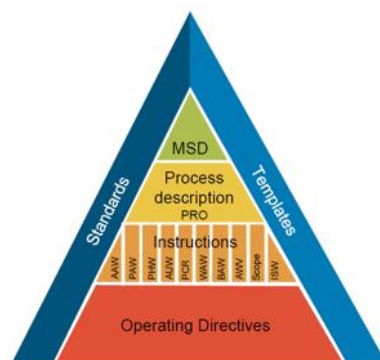 MSD
Process
description
PRO
Standards
Templates
Instructions
AAW
PAW
PHW
AUW
PCR
WAW
BAW
AWV
Scope
ISW
Operating Directives